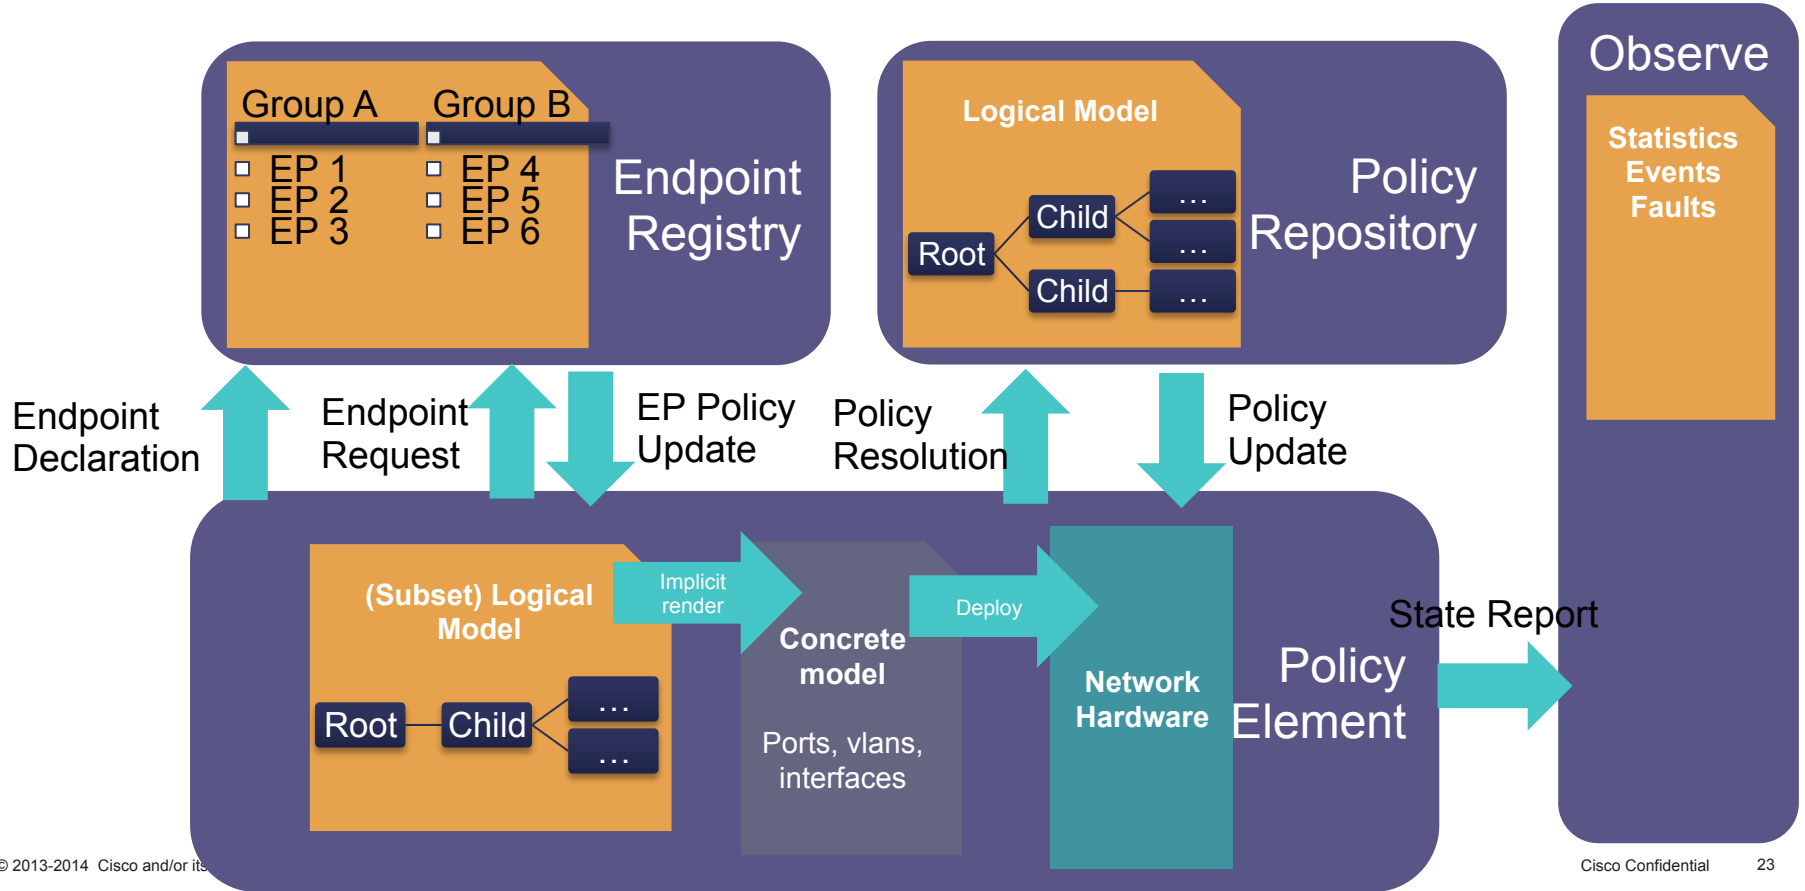 Observe
Statistics
Events
Faults
Group A
Group B
EP 1
EP 2
EP 3
EP 4
EP 5
EP 6
Endpoint
Registry
Logical Model
Root
Child
Child
...
...
...
Policy
Repository
Endpoint
Declaration
Endpoint
Request
EP Policy
Update
Policy
Resolution
Policy
Update
(Subset) Logical
Model
Root
Child
...
...
Implicit
render
Concrete
model
Ports, vlans,
interfaces
Deploy
Network
Hardware
Policy
Element
State Report
© 2013-2014 Cisco and/or its
Cisco Confidential
23